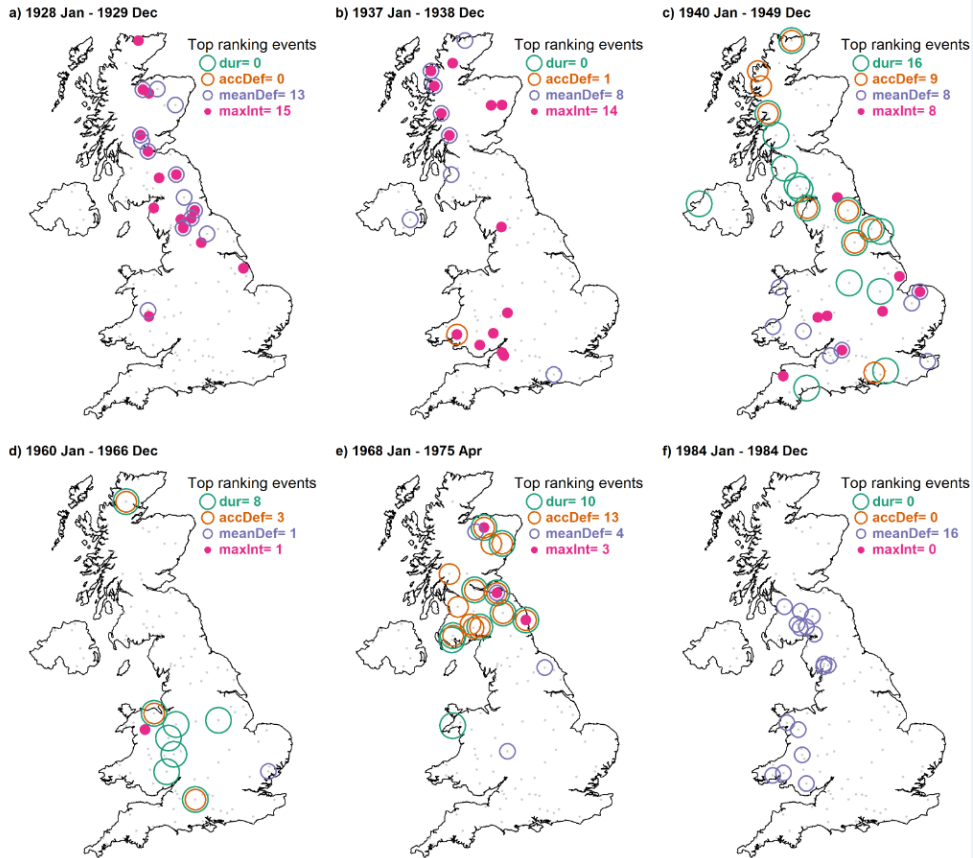 a) 1928 Jan - 1929 Dec
Top ranking events
dur= 0
accDef= 0
meanDef= 13
maxInt= 15
b) 1937 Jan - 1938 Dec
Top ranking events
dur= 0
accDef= 1
meanDef= 8
maxInt= 14
c) 1940 Jan - 1949 Dec
Top ranking events
dur= 16
accDef= 9
meanDef= 8
maxInt= 8
d) 1960 Jan - 1966 Dec
Top ranking events
dur= 8
accDef= 3
meanDef= 1
maxInt= 1
e) 1968 Jan - 1975 Apr
Top ranking events
dur= 10
accDef= 13
meanDef= 4
maxInt= 3
f) 1984 Jan - 1984 Dec
Top ranking events
dur= 0
accDef= 0
meanDef= 16
maxInt= 0